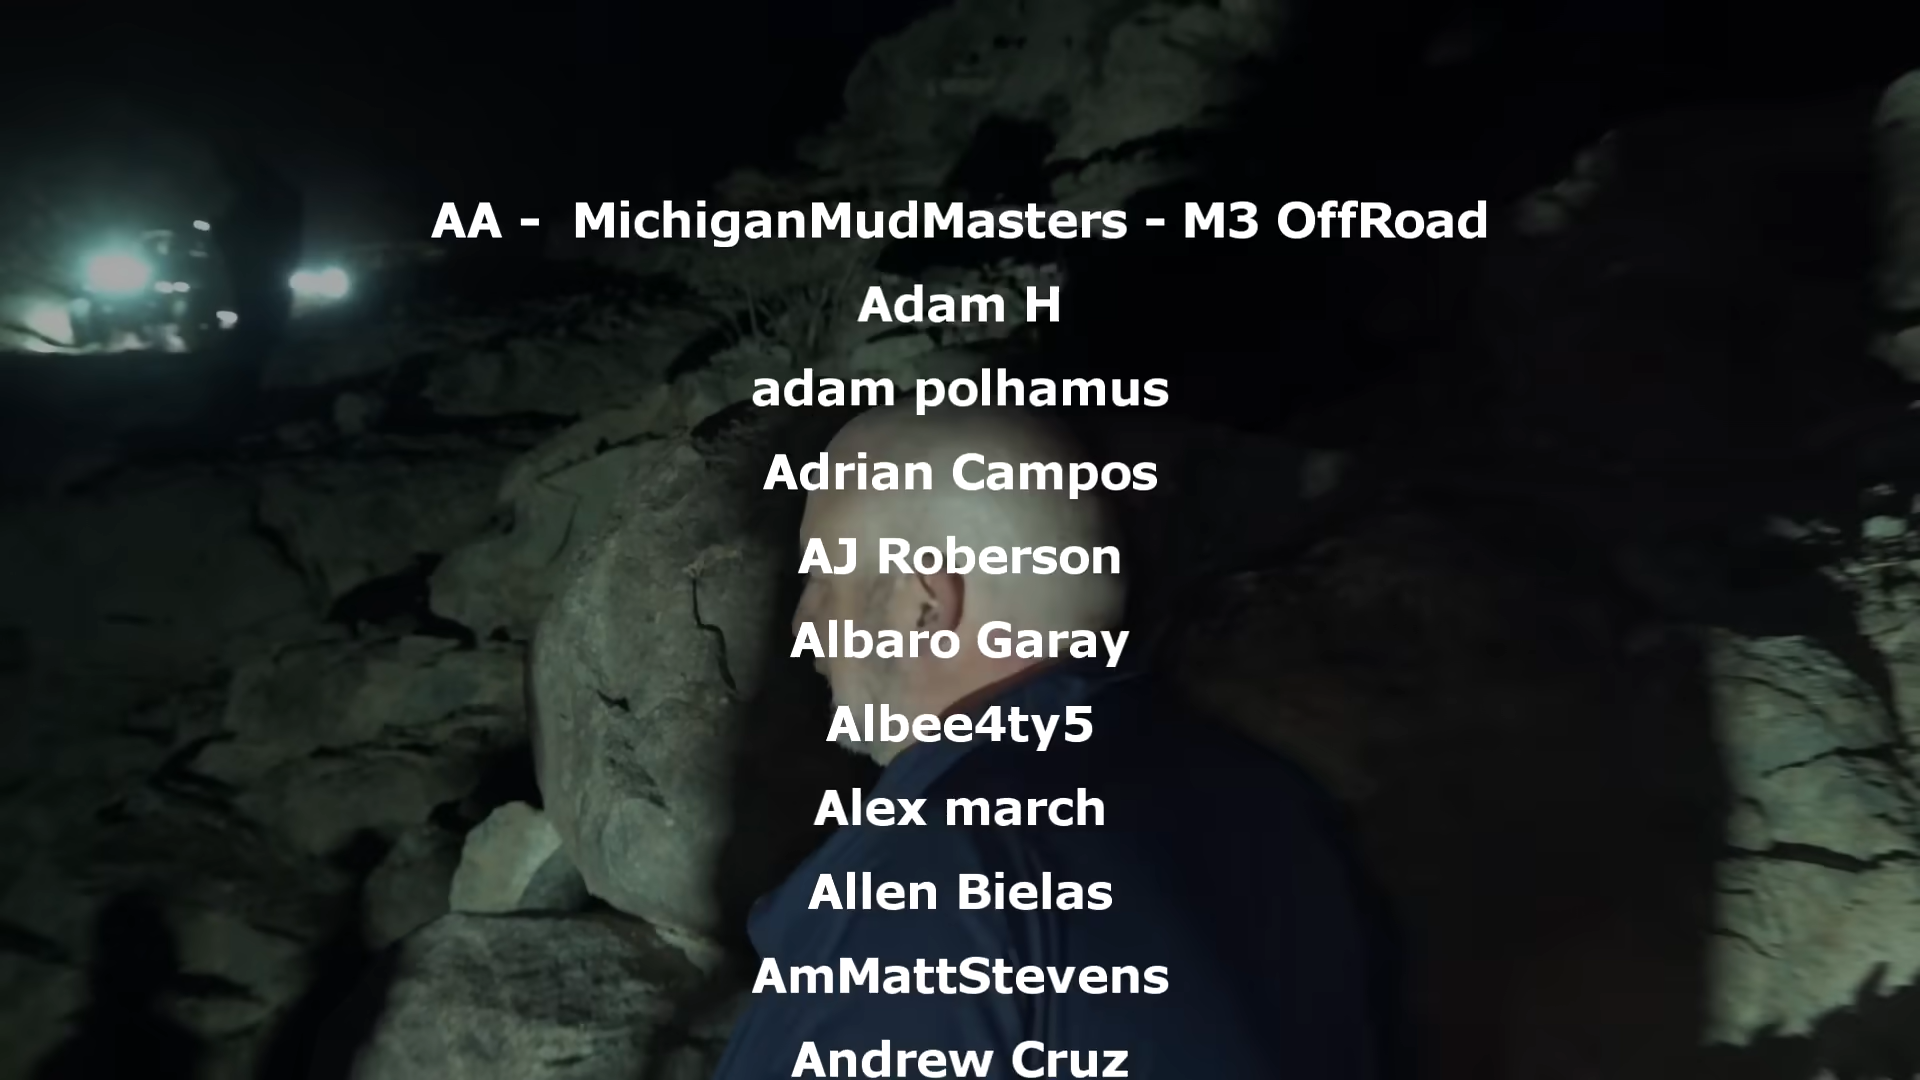 AA -  MichiganMudMasters - M3 OffRoad
Adam H
adam polhamus
Adrian Campos
AJ Roberson
Albaro Garay
Albee4ty5
Alex march
Allen Bielas
AmMattStevens
Andrew Cruz